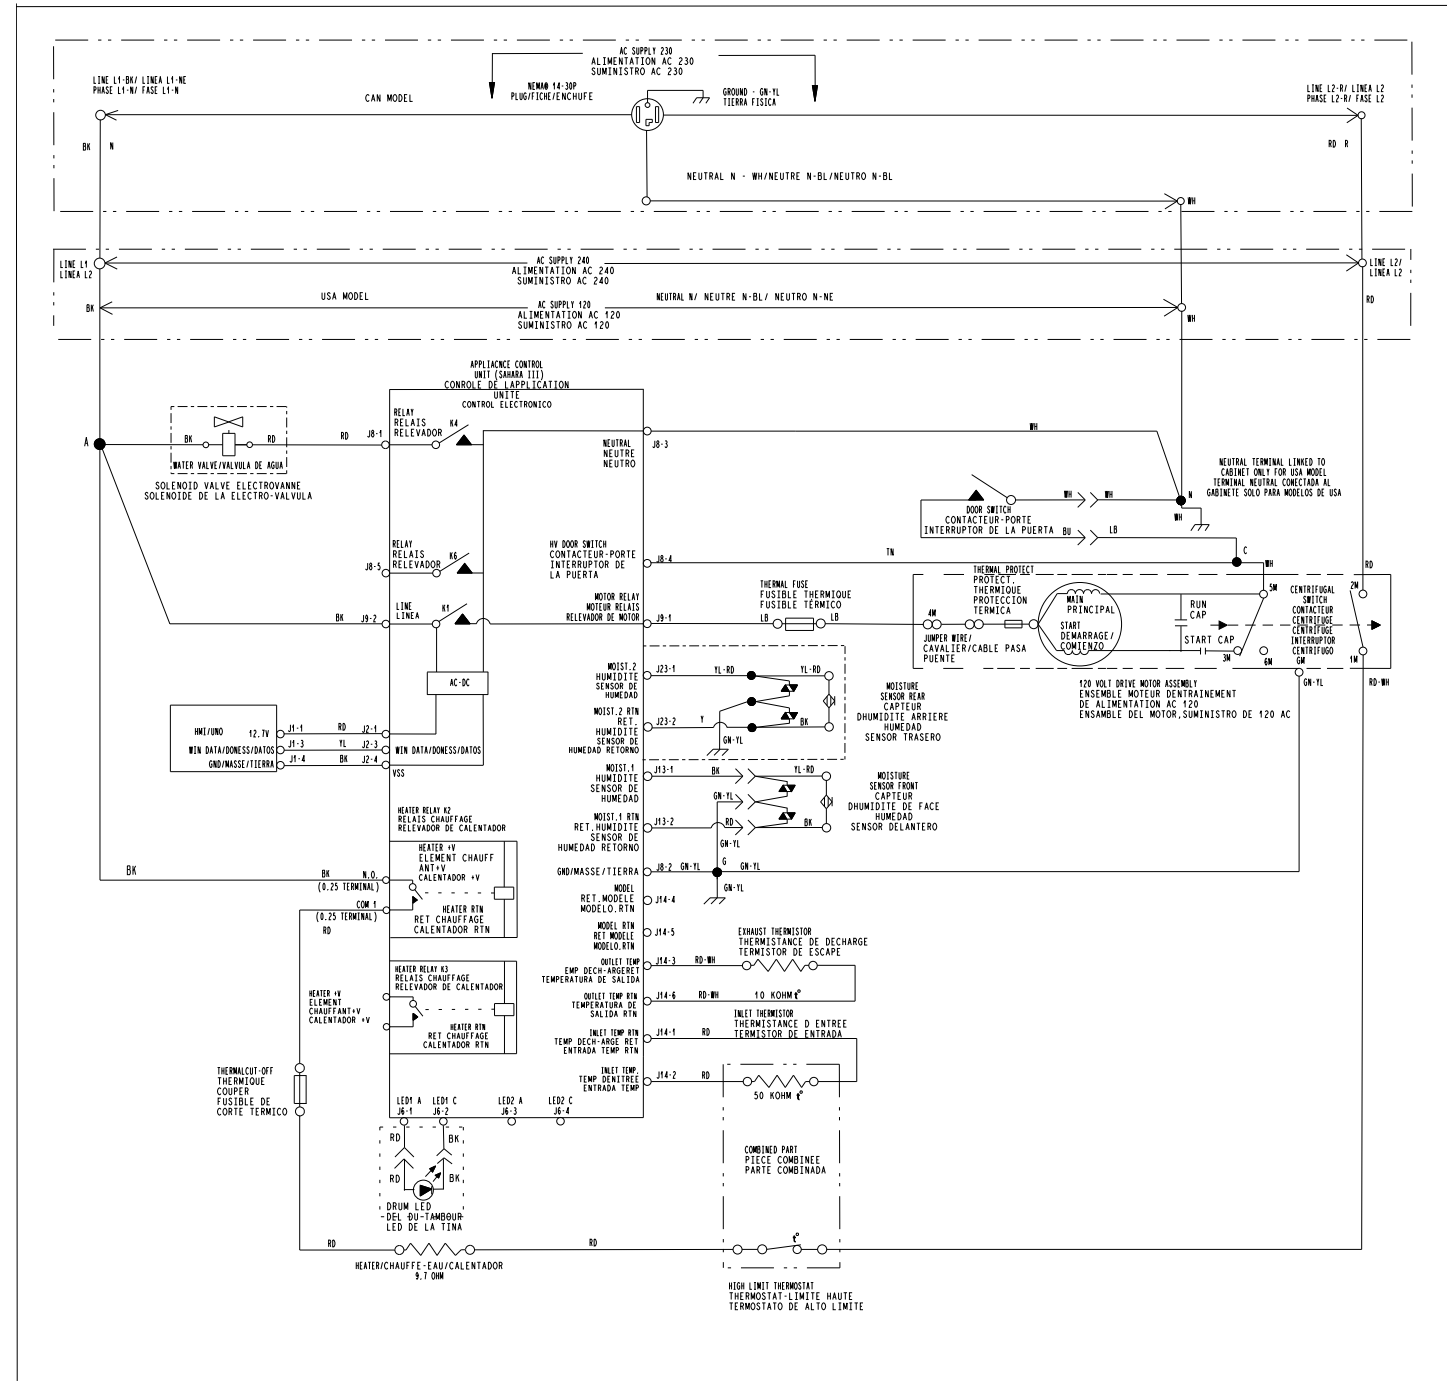 AC SUPPLY 230
ALIMENTATION AC 230
SUMINISTRO AC 230
LINE L1-BK/ LINEA L1-NE
PHASE L1-N/ FASE L1-N
CAN MODEL
NEMA® 14-30P
PLUG/FICHE/ENCHUFE
GROUND - GN-YL
TIERRA FISICA
LINE L2-R/ LINEA L2
PHASE L2-R/ FASE L2
BK N
RD R
NEUTRAL N - WH/NEUTRE N-BL/NEUTRO N-BL
WH
LINE L1
LINEA L2
AC SUPPLY 240
ALIMENTATION AC 240
SUMINISTRO AC 240
LINE L2/
LINEA L2
USA MODEL
NEUTRAL N/ NEUTRE N-BL/ NEUTRO N-NE
BK
AC SUPPLY 120
ALIMENTATION AC 120
SUMINISTRO AC 120
WH
RD
APPLIACNCE CONTROL
UNIT (SAHARA III)
CONROLE DE LAPPLICATION
UNITE
CONTROL ELECTRONICO
RELAY
RELAIS
RELEVADOR
K4
A
BK
RD
RD
J8-1
WATER VALVE/VALVULA DE AGUA
SOLENOID VALVE ELECTROVANNE
SOLENOIDE DE LA ELECTRO-VALVULA
NEUTRAL
NEUTRE
NEUTRO
J8-3
WH
NEUTRAL TERMINAL LINKED TO
CABINET ONLY FOR USA MODEL
TERMINAL NEUTRAL CONECTADA AL
GABINETE SOLO PARA MODELOS DE USA
WH
WH
N
WH
DOOR SWITCH
CONTACTEUR-PORTE
INTERRUPTOR DE LA PUERTA
BU
LB
C
RELAY
RELAIS
RELEVADOR
K6
J8-5
HV DOOR SWITCH
CONTACTEUR-PORTE
INTERRUPTOR DE
LA PUERTA
J8-4
TN
WH
RD
LINE
LINEA
K1
BK
J9-2
MOTOR RELAY
MOTEUR RELAIS
RELEVADOR DE MOTOR
J9-1
THERMAL FUSE
FUSIBLE THERMIQUE
FUSIBLE TÉRMICO
LB
LB
THERMAL PROTECT
PROTECT.
THERMIQUE
PROTECCION
TERMICA
4M
JUMPER WIRE/
CAVALIER/CABLE PASA
PUENTE
MAIN
PRINCIPAL
START
DEMARRAGE/
COMIENZO
RUN
CAP
START CAP
5M
3M
6M
CENTRIFUGAL
SWITCH
CONTACTEUR
CENTRIFUGE
CENTRIFUGE
INTERRUPTOR
CENTRIFUGO
GM
2M
1M
GN-YL
RD-WH
120 VOLT DRIVE MOTOR ASSEMBLY
ENSEMBLE MOTEUR DENTRAINEMENT
DE ALIMENTATION AC 120
ENSAMBLE DEL MOTOR,SUMINISTRO DE 120 AC
AC-DC
MOIST.2
HUMIDITE
SENSOR DE
HUMEDAD
J23-1
YL-RD
YL-RD
MOIST.2 RTN
RET.
HUMIDITE
SENSOR DE
HUMEDAD RETORNO
J23-2
Y
BK
GN-YL
MOISTURE
SENSOR REAR
CAPTEUR
DHUMIDITE ARRIERE
HUMEDAD
SENSOR TRASERO
HMI/UNO
12.7V
J1-1
RD
J2-1
WIN DATA/DONESS/DATOS
J1-3
YL
J2-3
WIN DATA/DONESS/DATOS
GND/MASSE/TIERRA
J1-4
BK
J2-4
VSS
MOIST.1
HUMIDITE
SENSOR DE
HUMEDAD
J13-1
BK
YL-RD
GN-YL
MOIST.1 RTN
RET.HUMIDITE
SENSOR DE
HUMEDAD RETORNO
J13-2
RD
BK
GN-YL
MOISTURE
SENSOR FRONT
CAPTEUR
DHUMIDITE DE FACE
HUMEDAD
SENSOR DELANTERO
HEATER RELAY K2
RELAIS CHAUFFAGE
RELEVADOR DE CALENTADOR
HEATER +V
ELEMENT CHAUFF
ANT+V
CALENTADOR +V
HEATER RTN
RET CHAUFFAGE
CALENTADOR RTN
BK
BK
N.O.
(0.25 TERMINAL)
COM 1
(0.25 TERMINAL)
RD
GND/MASSE/TIERRA
J8-2
GN-YL
G
GN-YL
GN-YL
MODEL
RET.MODELE
MODELO.RTN
J14-4
MODEL RTN
RET MODELE
MODELO.RTN
J14-5
OUTLET TEMP
EMP DECH-ARGERET
TEMPERATURA DE SALIDA
J14-3
RD-WH
EXHAUST THERMISTOR
THERMISTANCE DE DECHARGE
TERMISTOR DE ESCAPE
OUTLET TEMP RTN
TEMPERATURA DE
SALIDA RTN
J14-6
RD-WH
10 KOHM t°
HEATER RELAY K3
RELAIS CHAUFFAGE
RELEVADOR DE CALENTADOR
HEATER +V
ELEMENT
CHAUFFANT+V
CALENTADOR +V
HEATER RTN
RET CHAUFFAGE
CALENTADOR RTN
INLET TEMP RTN
TEMP DECH-ARGE RET
ENTRADA TEMP RTN
J14-1
RD
INLET THERMISTOR
THERMISTANCE D ENTREE
TERMISTOR DE ENTRADA
INLET TEMP.
TEMP DENITREE
ENTRADA TEMP
J14-2
RD
50 KOHM t°
THERMALCUT-OFF
THERMIQUE
COUPER
FUSIBLE DE
CORTE TERMICO
LED1 A
J6-1
LED1 C
J6-2
LED2 A
J6-3
LED2 C
J6-4
RD
BK
RD
BK
DRUM LED
DEL DU-TAMBOUR
LED DE LA TINA
COMBINED PART
PIECE COMBINEE
PARTE COMBINADA
RD
RD
t°
HEATER/CHAUFFE-EAU/CALENTADOR
9.7 OHM
HIGH LIMIT THERMOSTAT
THERMOSTAT-LIMITE HAUTE
TERMOSTATO DE ALTO LIMITE